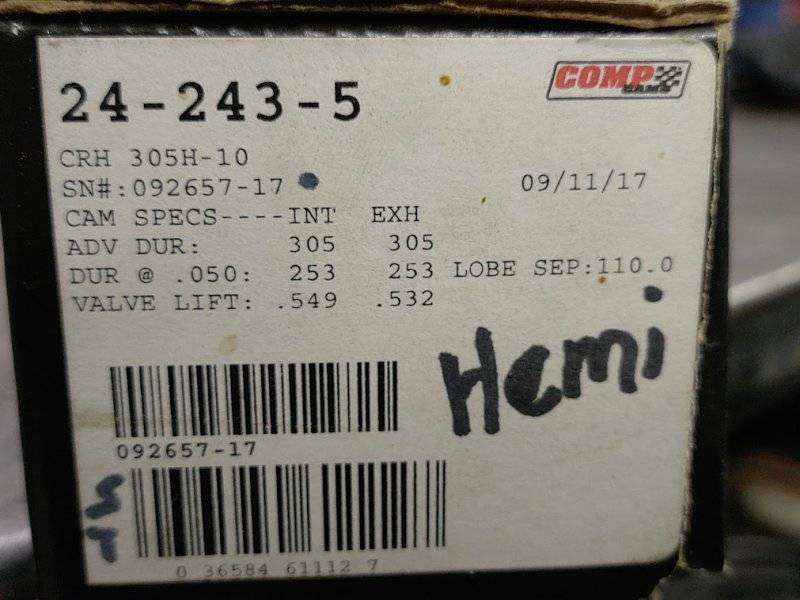 24-243-5
COMP
CAMS
CRH 305H-10
SN#:092657-17
09/11/17
CAM SPECS----INT EXH
ADV DUR: 305 305
DUR @ .050: 253 253 LOBE SEP:110.0
VALVE LIFT: .549 .532
Hemi
092657-17
0 36584 61112 7